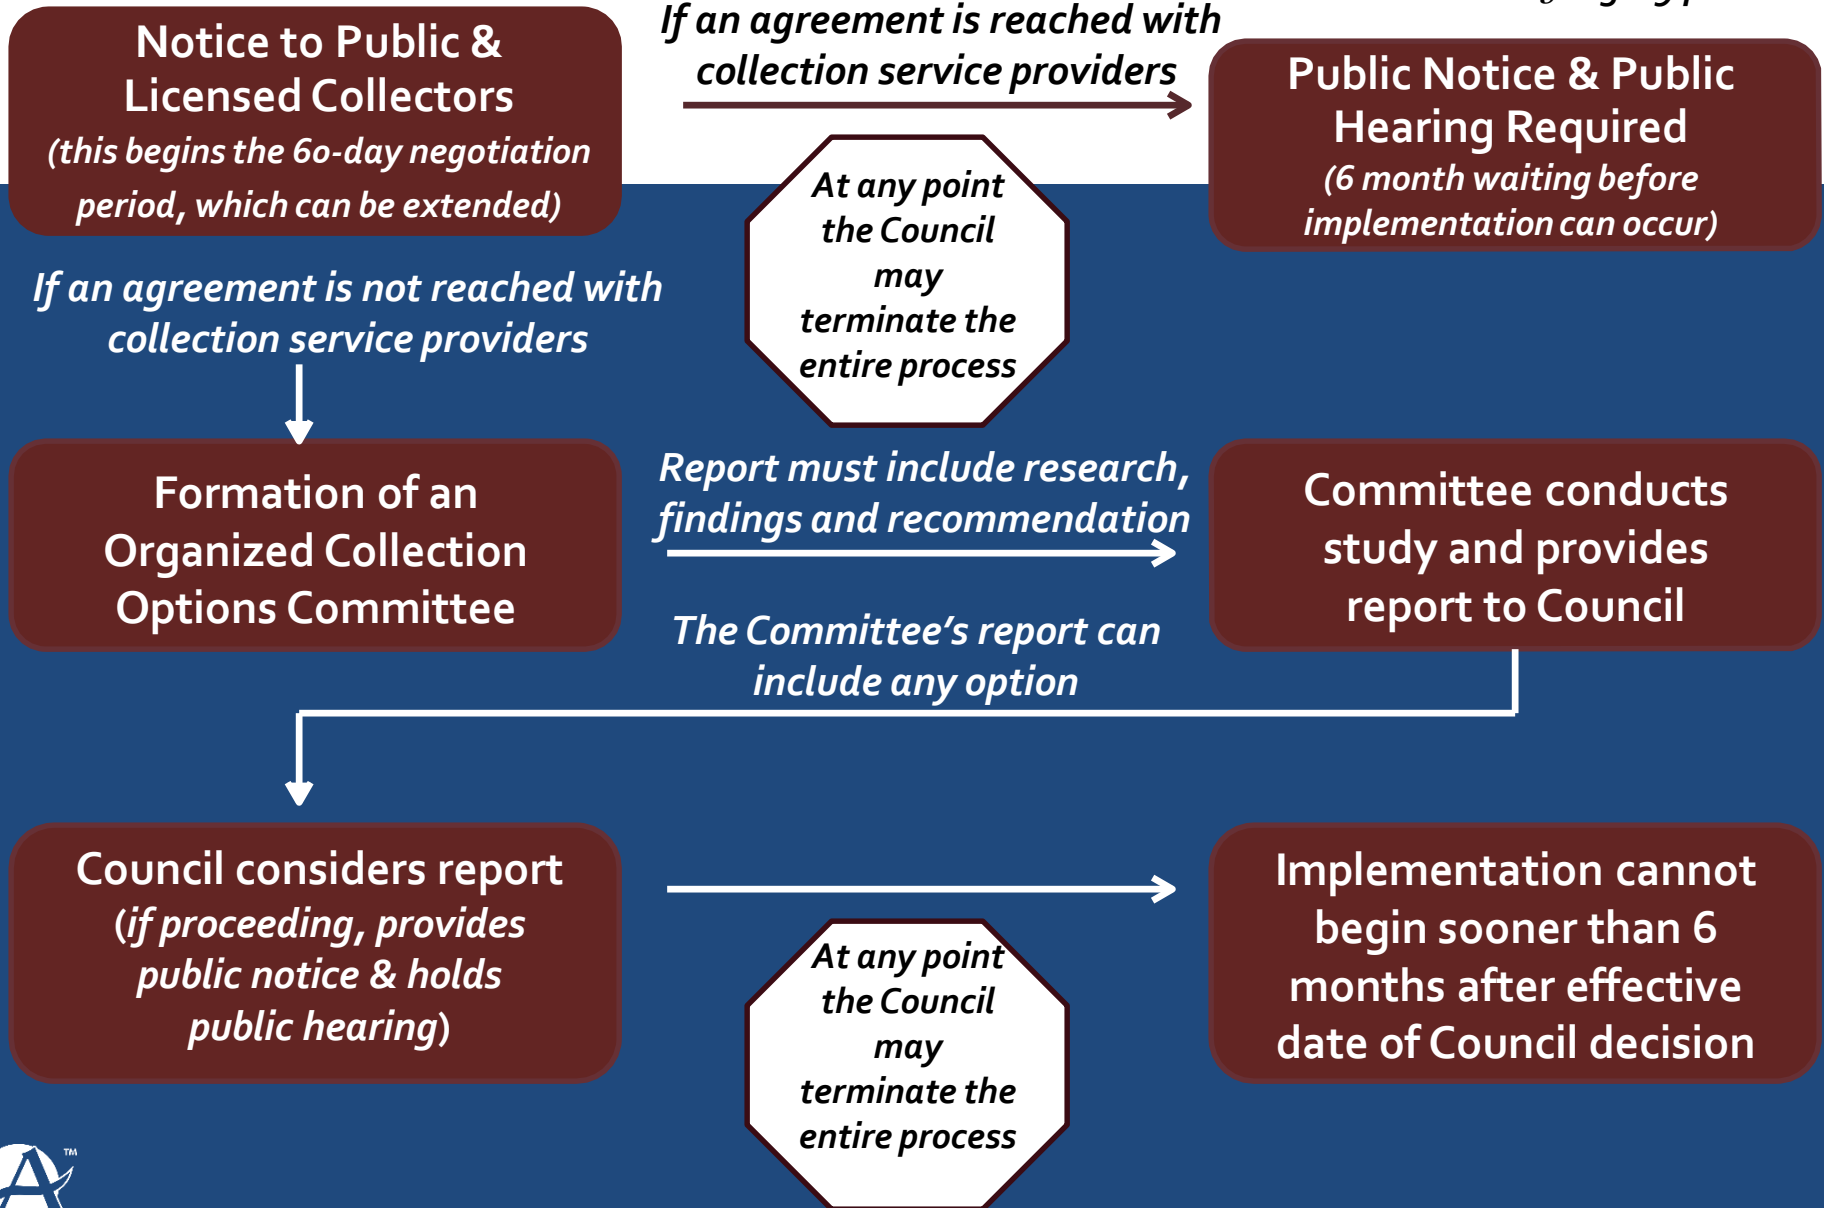 Notice to Public &
Licensed Collectors
(this begins the 60-day negotiation
period, which can be extended)
If an agreement is reached with
collection service providers
Public Notice & Public
Hearing Required
(6 month waiting before
implementation can occur)
At any point
the Council
may
terminate the
entire process
If an agreement is not reached with
collection service providers
Formation of an
Organized Collection
Options Committee
Report must include research,
findings and recommendation
Committee conducts
study and provides
report to Council
The Committee’s report can
include any option
Council considers report
(if proceeding, provides
public notice & holds
public hearing)
Implementation cannot
begin sooner than 6
months after effective
date of Council decision
At any point
the Council
may
terminate the
entire process
A™